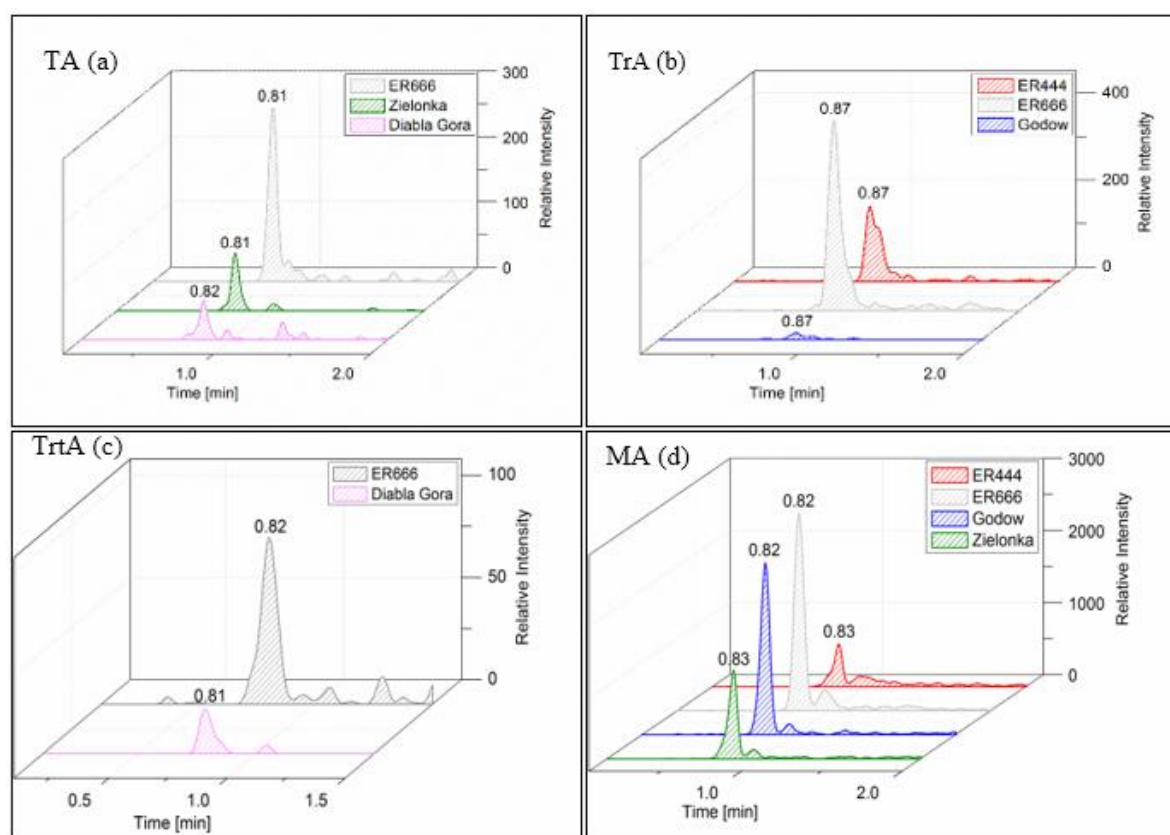 TA (a)
ER666
Zielonka
Diabla Gora
0.81
0.81
0.82
300
200
100
0
Relative Intensity
1.0
2.0
Time [min]
TrA (b)
ER444
ER666
Godow
0.87
0.87
0.87
400
200
0
Relative Intensity
1.0
2.0
Time [min]
TrtA (c)
ER666
Diabla Gora
0.82
0.81
100
50
0
Relative Intensity
0.5
1.0
1.5
Time [min]
MA (d)
ER444
ER666
Godow
Zielonka
0.82
0.82
0.83
0.83
3000
2000
1000
0
Relative Intensity
1.0
2.0
Time [min]